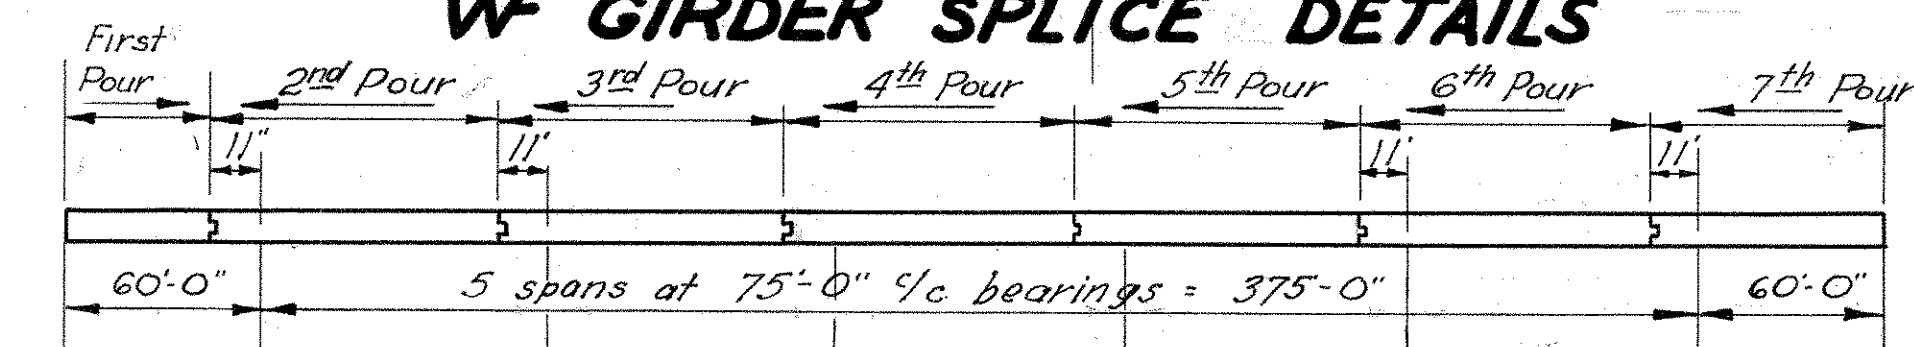 WF GIRDER SPLICE DETAILS
First
Pour
2nd Pour
3rd Pour
4th Pour
5th Pour
6th Pour
7th Pour
11"
11'
11'
11'
60'-0"
5 spans at 75'-0" c/c bearings = 375'-0"
60'-0"